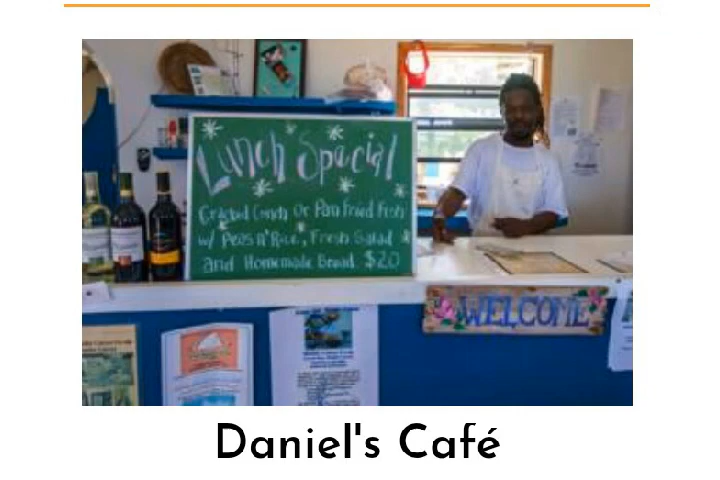 Lunch Special
Cracked Conch or Pan Fried Fish
w/ Peas n' Rice, Fresh Salad
and Homemade Bread $20
WELCOME
Daniel's Café